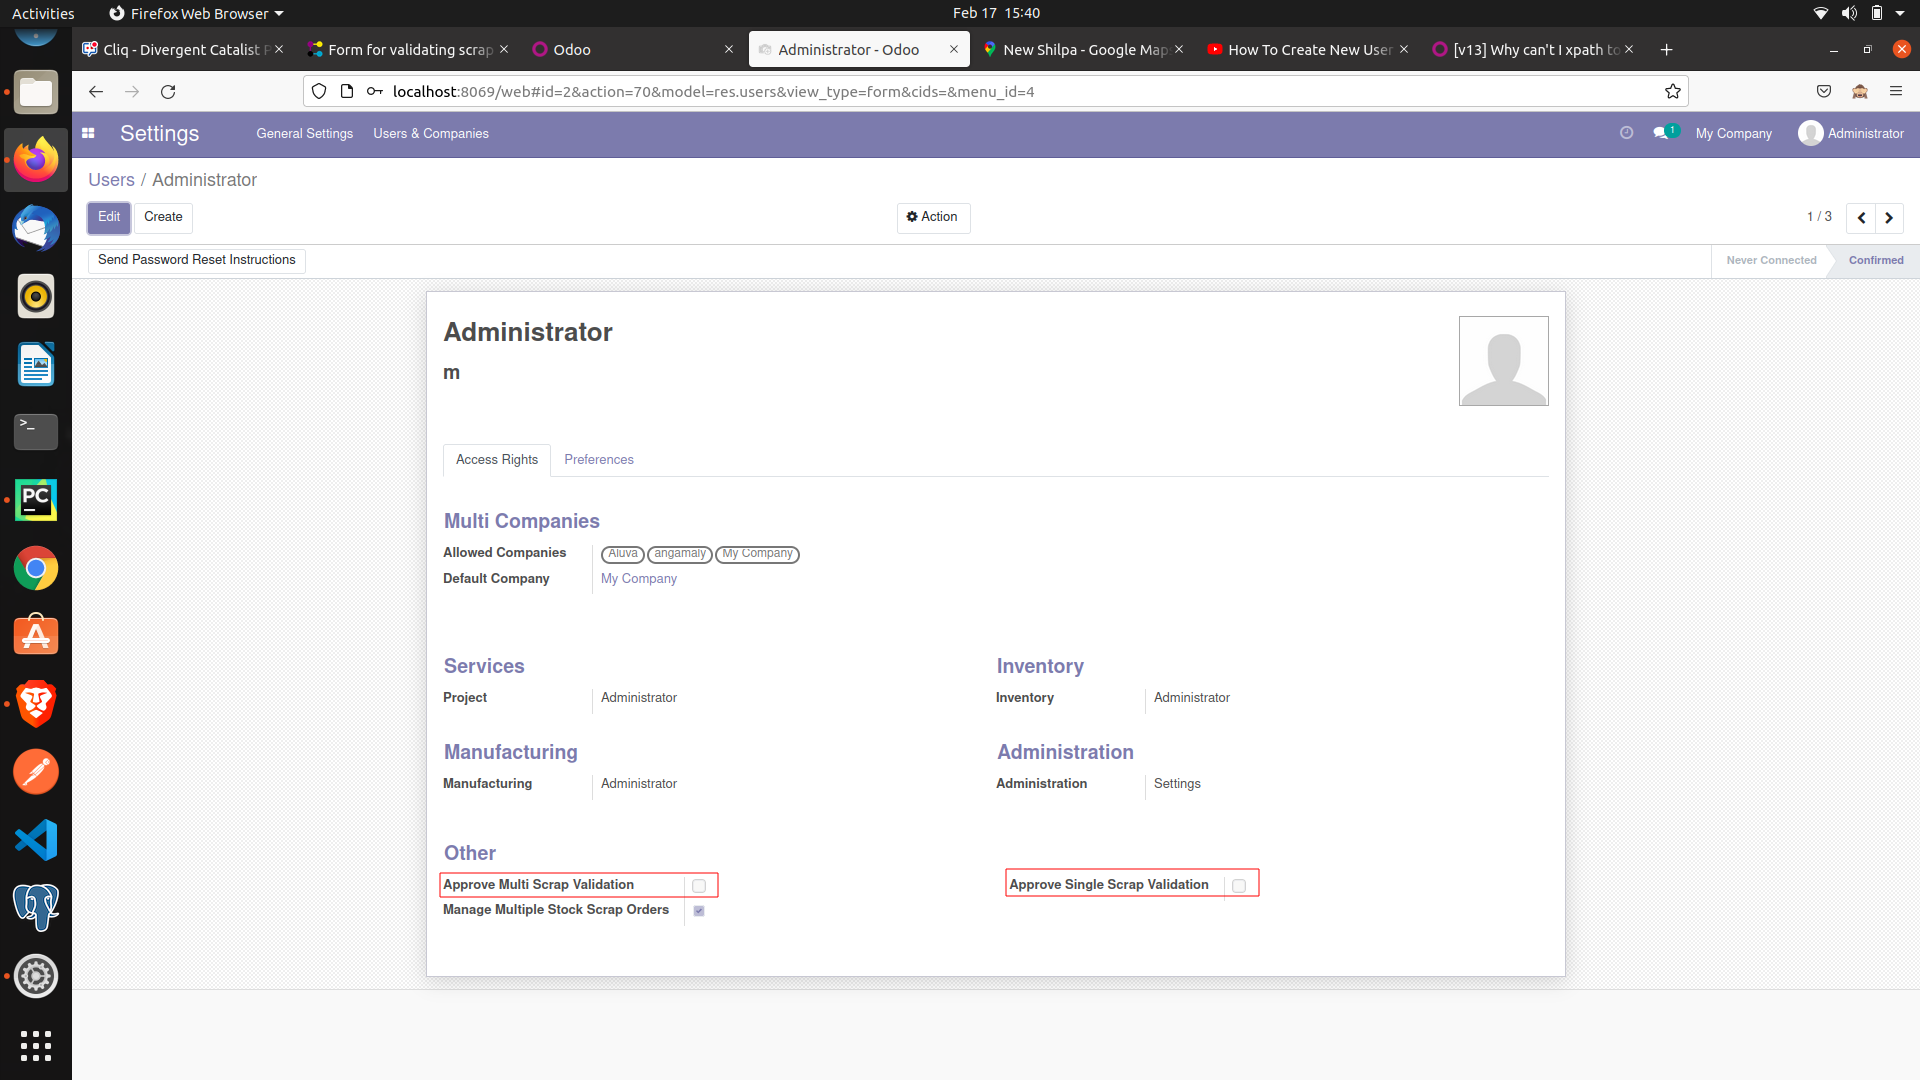 Activities
Firefox Web Browser
Feb 17 15:40
Cliq - Divergent Catalist P
Form for validating scrap
Odoo
Administrator - Odoo
New Shilpa - Google Maps
How To Create New User
[v13] Why can't I xpath to
localhost:8069/web#id=2&action=70&model=res.users&view_type=form&cids=&menu_id=4
Settings
General Settings
Users & Companies
1
My Company
Administrator
Users / Administrator
Edit
Create
Action
1 / 3
Send Password Reset Instructions
Never Connected
Confirmed
Administrator
m
Access Rights
Preferences
Multi Companies
Allowed Companies
Aluva
angamaly
My Company
Default Company
My Company
Services
Inventory
Project
Administrator
Inventory
Administrator
Manufacturing
Administration
Manufacturing
Administrator
Administration
Settings
Other
Approve Multi Scrap Validation
Approve Single Scrap Validation
Manage Multiple Stock Scrap Orders
>_
PC